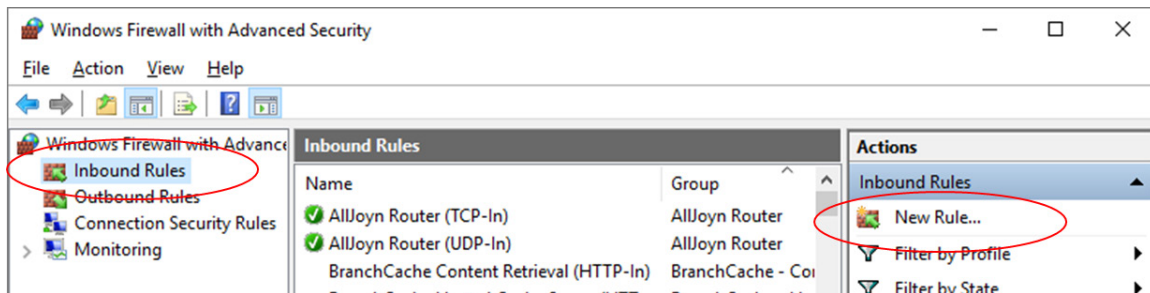 Windows Firewall with Advanced Security
File Action View Help
Windows Firewall with Advance
Inbound Rules
Outbound Rules
Connection Security Rules
Monitoring
Inbound Rules
Name Group
AllJoyn Router (TCP-In) AllJoyn Router
AllJoyn Router (UDP-In) AllJoyn Router
BranchCache Content Retrieval (HTTP-In) BranchCache - Co
Actions
Inbound Rules
New Rule...
Filter by Profile
Filter by State